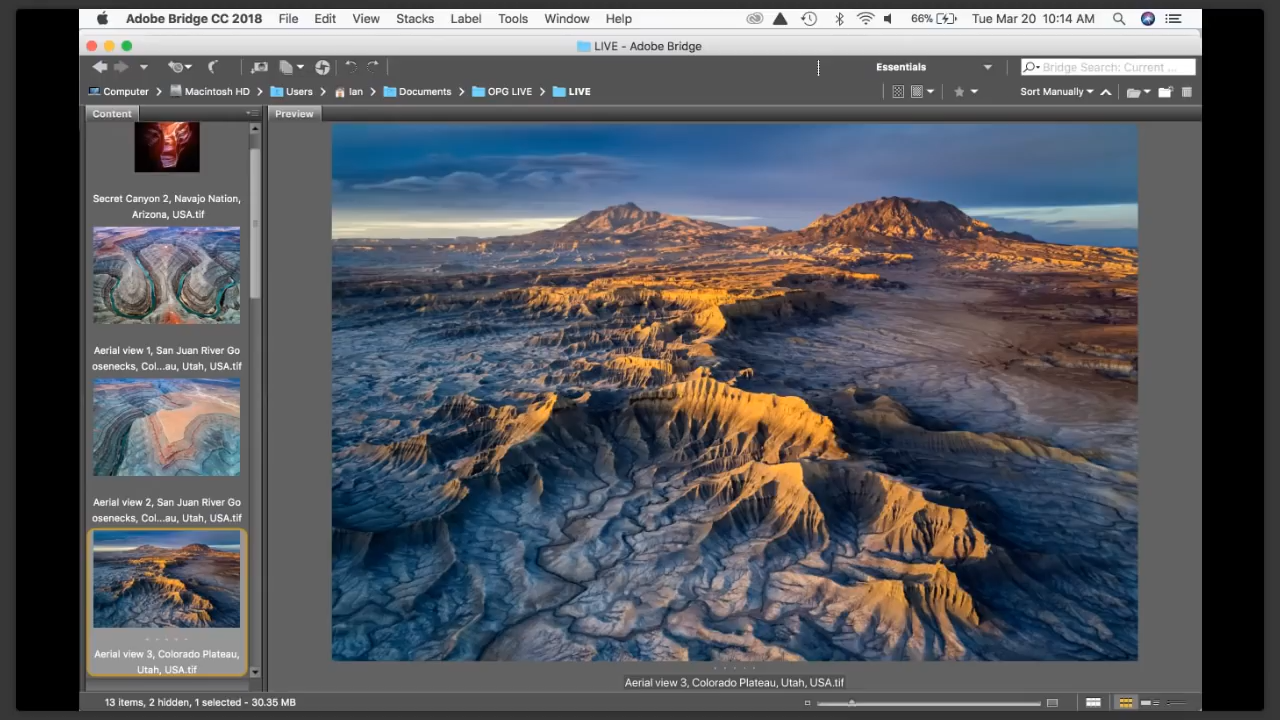 Adobe Bridge CC 2018 File Edit View Stacks Label Tools Window Help 66% Tue Mar 20 10:14 AM
LIVE - Adobe Bridge
Essentials Bridge Search: Current ...
Computer Macintosh HD Users Ian Documents OPG LIVE LIVE Sort Manually
Content Preview
Secret Canyon 2, Navajo Nation,
Arizona, USA.tif
Aerial view 1, San Juan River Go
osenecks, Col...au, Utah, USA.tif
Aerial view 2, San Juan River Go
osenecks, Col...au, Utah, USA.tif
Aerial view 3, Colorado Plateau,
Utah, USA.tif
Aerial view 3, Colorado Plateau, Utah, USA.tif
13 items, 2 hidden, 1 selected - 30.35 MB